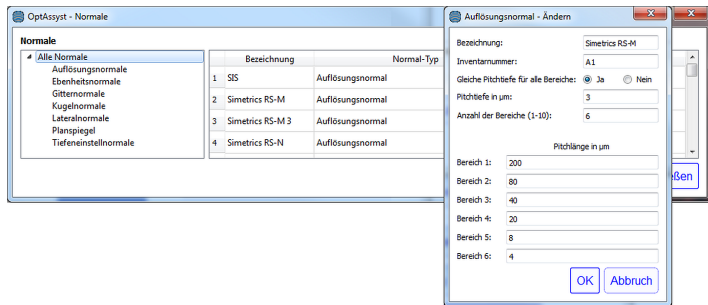 OptAssyst - Normale
Normale
Alle Normale
Auflösungsnormale
Ebenheitsnormale
Gitternormale
Kugelnormale
Lateralnormale
Planspiegel
Tiefeneinstellnormale
Bezeichnung Normal-Typ
1 SIS Auflösungsnormal
2 Simetrics RS-M Auflösungsnormal
3 Simetrics RS-M 3 Auflösungsnormal
4 Simetrics RS-N Auflösungsnormal
ßen
Auflösungsnormal - Ändern
Bezeichnung: Simetrics RS-M
Inventarnummer: A1
Gleiche Pitchtiefe für alle Bereiche: Ja Nein
Pitchtiefe in µm: 3
Anzahl der Bereiche (1-10): 6
Pitchlänge in µm
Bereich 1: 200
Bereich 2: 80
Bereich 3: 40
Bereich 4: 20
Bereich 5: 8
Bereich 6: 4
OK Abbruch